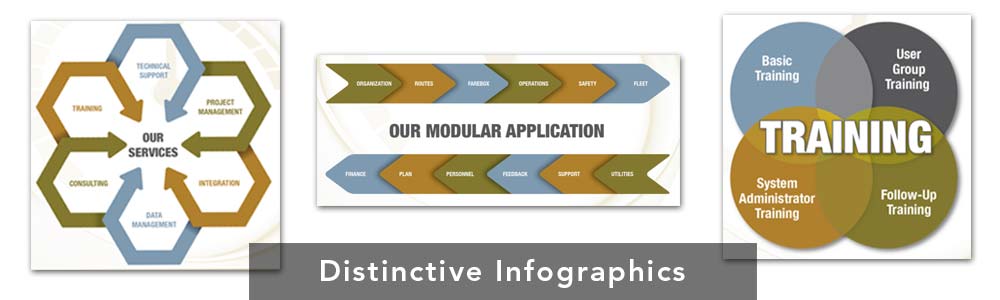 TECHNICAL
SUPPORT
TRAINING
PROJECT
MANAGEMENT
OUR
SERVICES
CONSULTING
INTEGRATION
DATA
MANAGEMENT
ORGANIZATION ROUTES FAREBOX OPERATIONS SAFETY FLEET
OUR MODULAR APPLICATION
FINANCE PLAN PERSONNEL FEEDBACK SUPPORT UTILITIES
Basic
Training
User
Group
Training
TRAINING
System
Administrator
Training
Follow-Up
Training
Distinctive Infographics